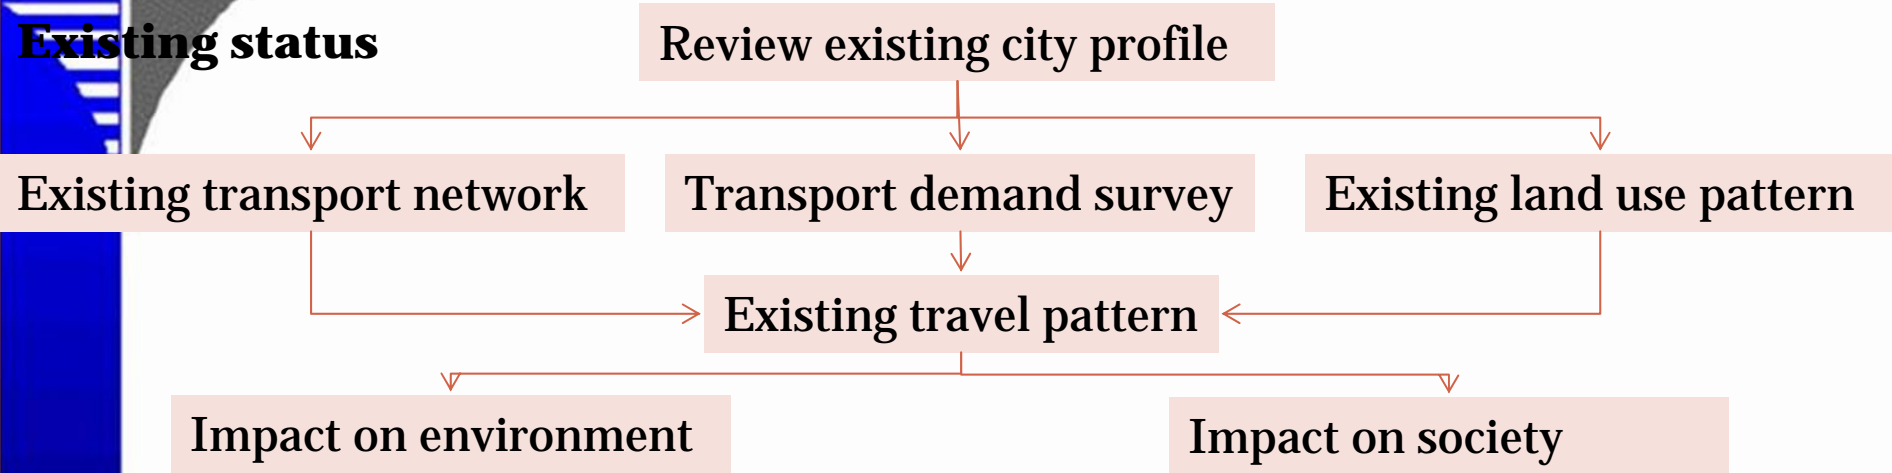 Existing status
Review existing city profile
Existing transport network
Transport demand survey
Existing land use pattern
Existing travel pattern
Impact on environment
Impact on society